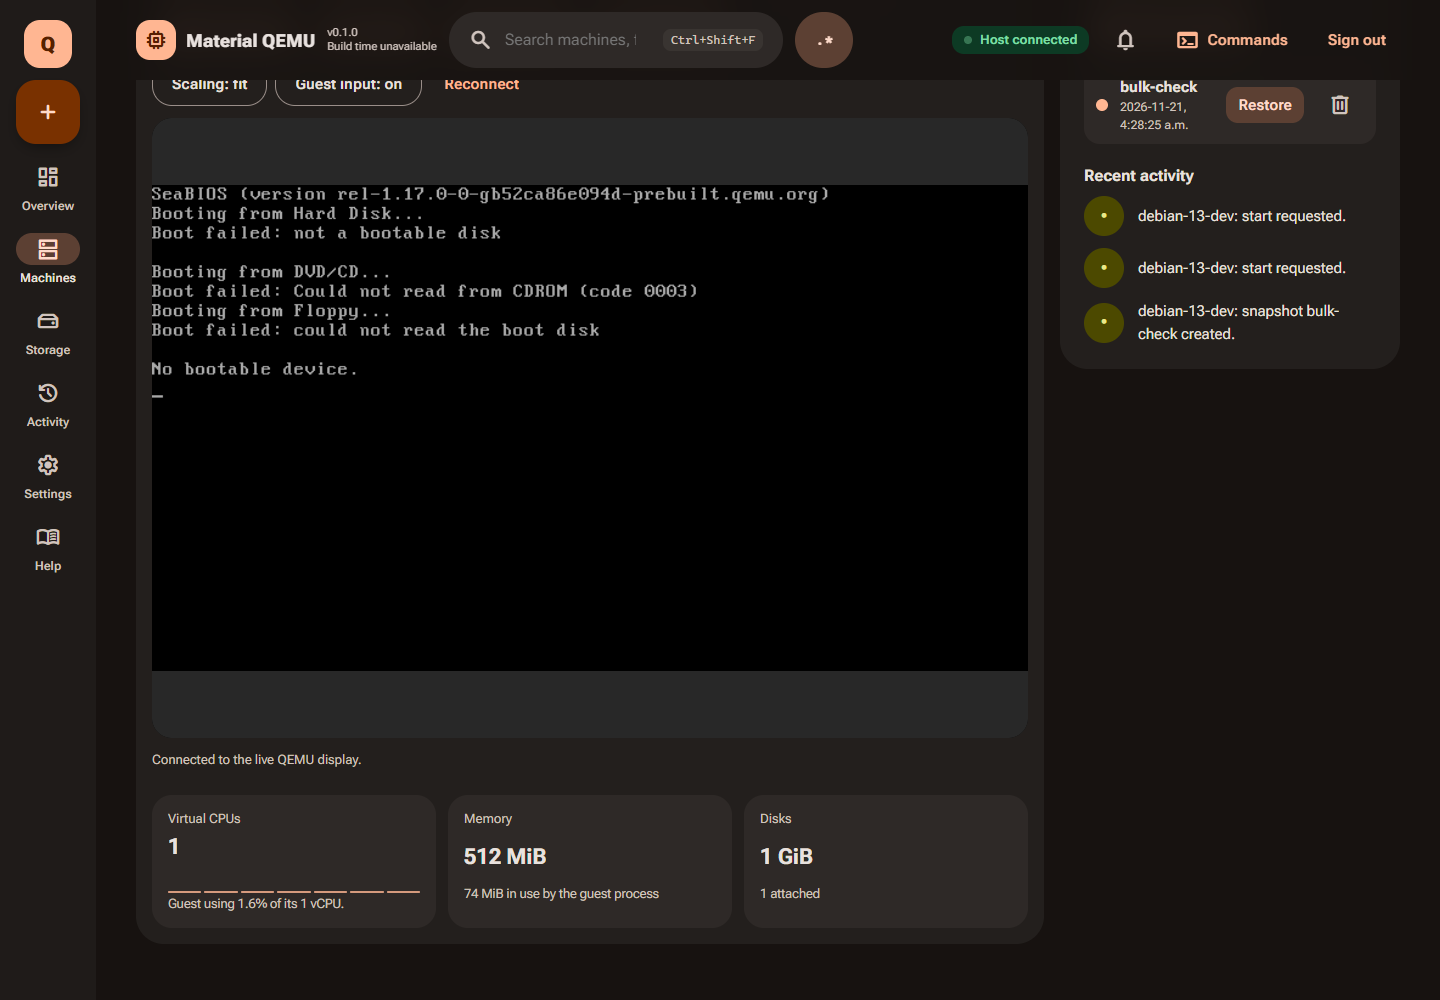 Q
Material QEMU
v0.1.0
Build time unavailable
Search machines,
Ctrl+Shift+F
.*
Host connected
Commands
Sign out
+
Overview
Machines
Storage
Activity
Settings
Help
Scaling: fit
Guest input: on
Reconnect
SeaBIOS (version rel-1.17.0-0-gb52ca86e094d-prebuilt.qemu.org)
Booting from Hard Disk...
Boot failed: not a bootable disk
Booting from DVD/CD...
Boot failed: Could not read from CDROM (code 0003)
Booting from Floppy...
Boot failed: could not read the boot disk
No bootable device.
Connected to the live QEMU display.
Virtual CPUs
1
Guest using 1.6% of its 1 vCPU.
Memory
512 MiB
74 MiB in use by the guest process
Disks
1 GiB
1 attached
bulk-check
2026-11-21,
4:28:25 a.m.
Restore
Recent activity
debian-13-dev: start requested.
debian-13-dev: start requested.
debian-13-dev: snapshot bulk-
check created.